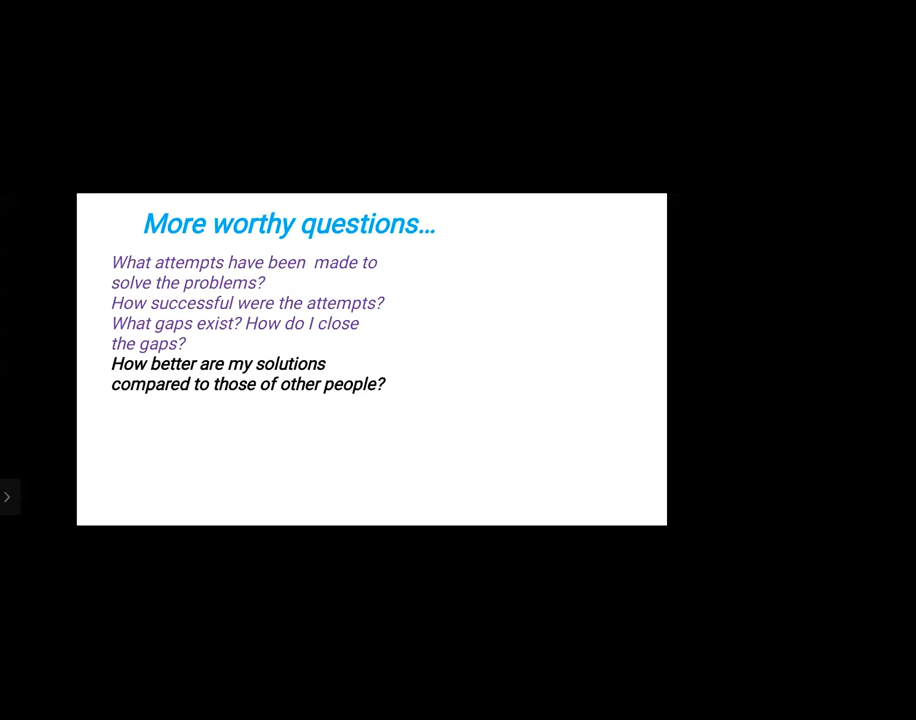 More worthy questions...
What attempts have been  made to
solve the problems?
How successful were the attempts?
What gaps exist? How do I close
the gaps?
How better are my solutions
compared to those of other people?